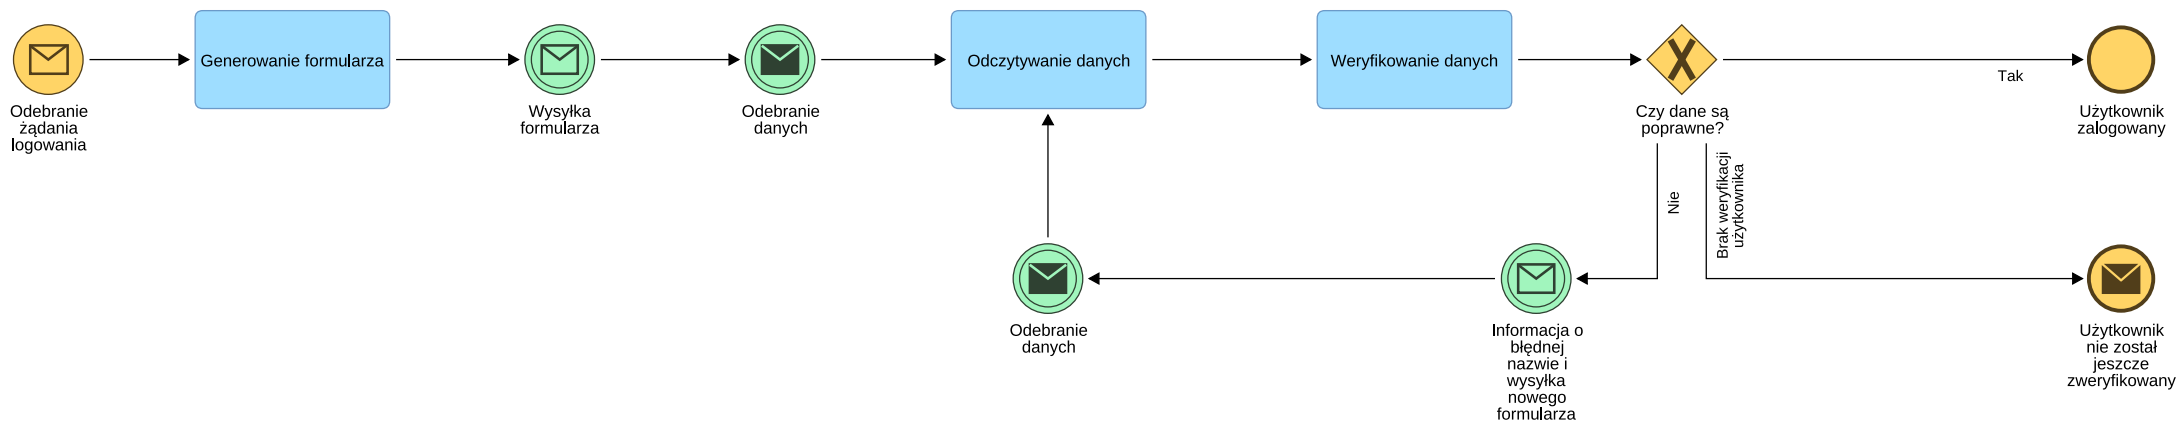 Generowanie formularza
Odczytywanie danych
Weryfikowanie danych
Tak
Odebranie
żądania
logowania
Wysyłka
formularza
Odebranie
danych
Czy dane są
poprawne?
Użytkownik
zalogowany
Nie
Brak weryfikacji
użytkownika
Odebranie
danych
Informacja o
błędnej
nazwie i
wysyłka
nowego
formularza
Użytkownik
nie został
jeszcze
zweryfikowany